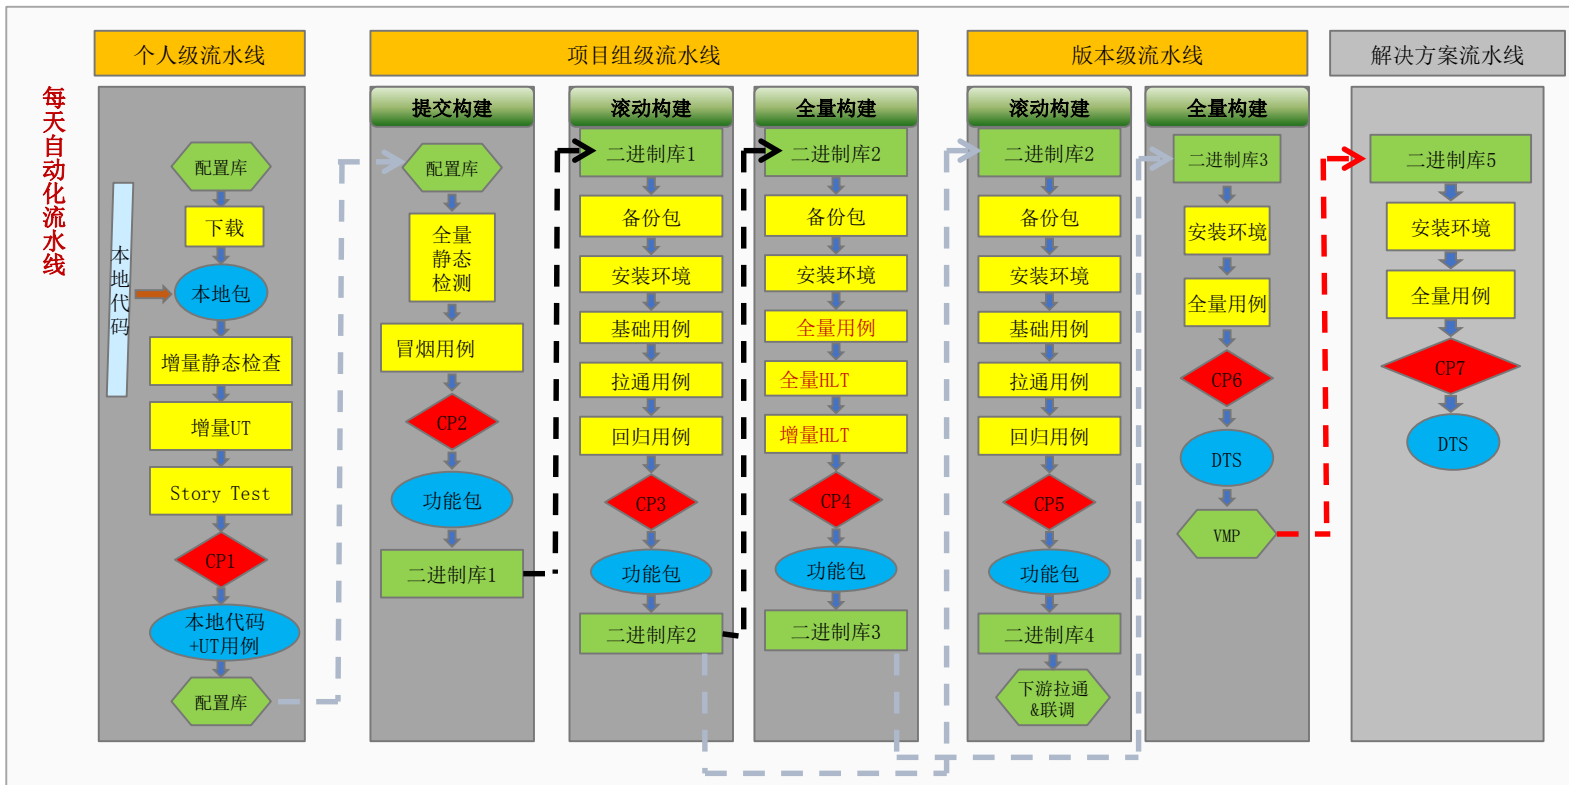 个人级流水线
项目组级流水线
版本级流水线
解决方案流水线
每天自动化流水线
本地代码
配置库
下载
本地包
增量静态检查
增量UT
Story Test
CP1
本地代码
+UT用例
配置库
提交构建
配置库
全量
静态
检测
冒烟用例
CP2
功能包
二进制库1
滚动构建
二进制库1
备份包
安装环境
基础用例
拉通用例
回归用例
CP3
功能包
二进制库2
全量构建
二进制库2
备份包
安装环境
全量用例
全量HLT
增量HLT
CP4
功能包
二进制库3
滚动构建
二进制库2
备份包
安装环境
基础用例
拉通用例
回归用例
CP5
功能包
二进制库4
下游拉通
&联调
全量构建
二进制库3
安装环境
全量用例
CP6
DTS
VMP
二进制库5
安装环境
全量用例
CP7
DTS